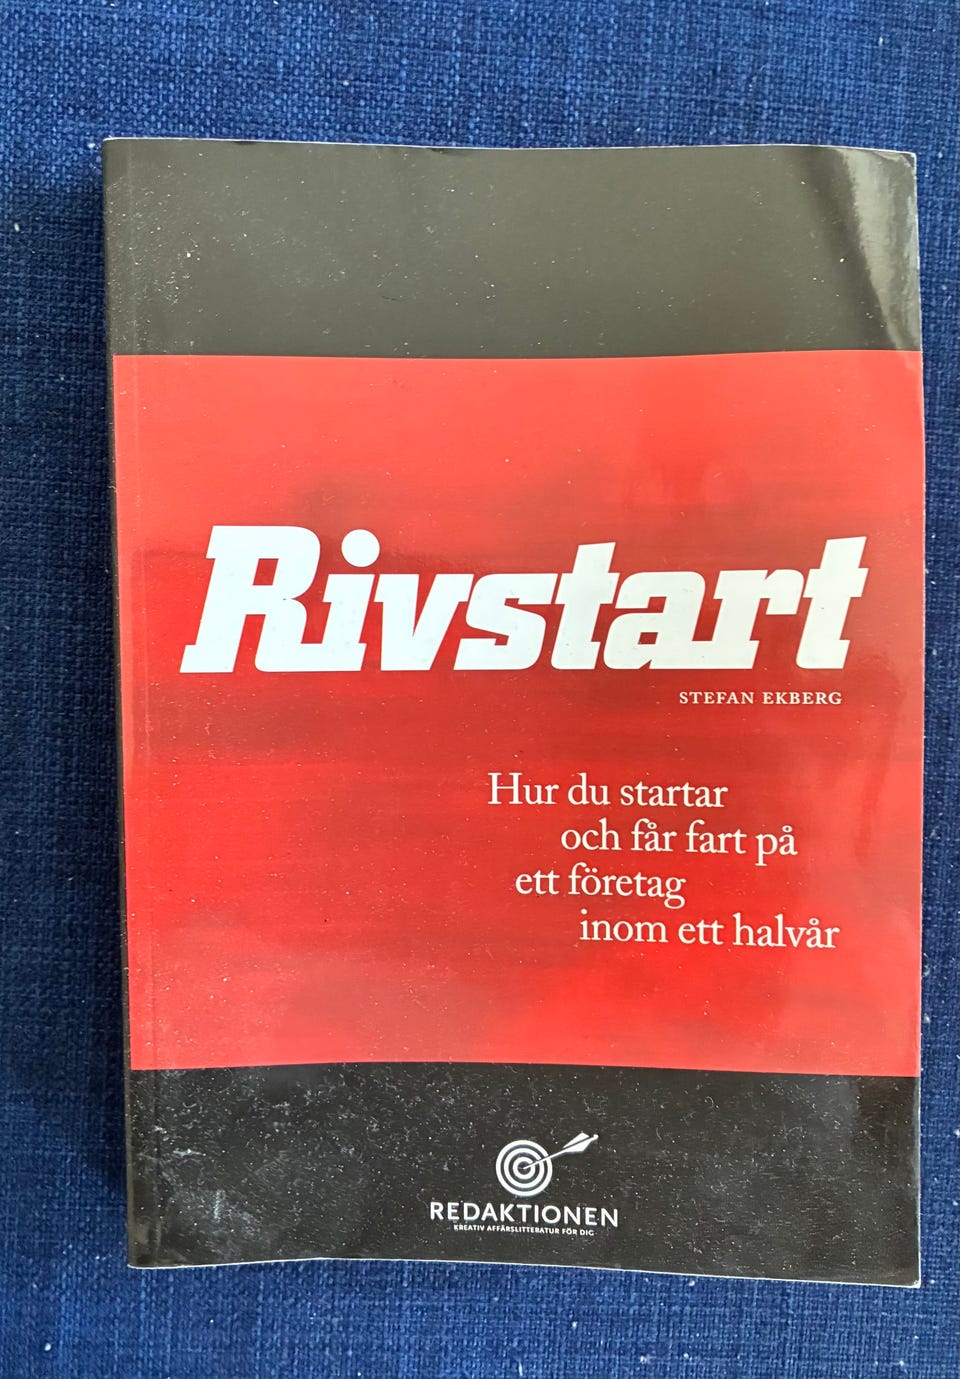 Rivstart
STEFAN EKBERG
Hur du startar
och får fart på
ett företag
inom ett halvår
REDAKTIONEN
KREATIV AFFÄRSLITTERATUR FÖR DIG